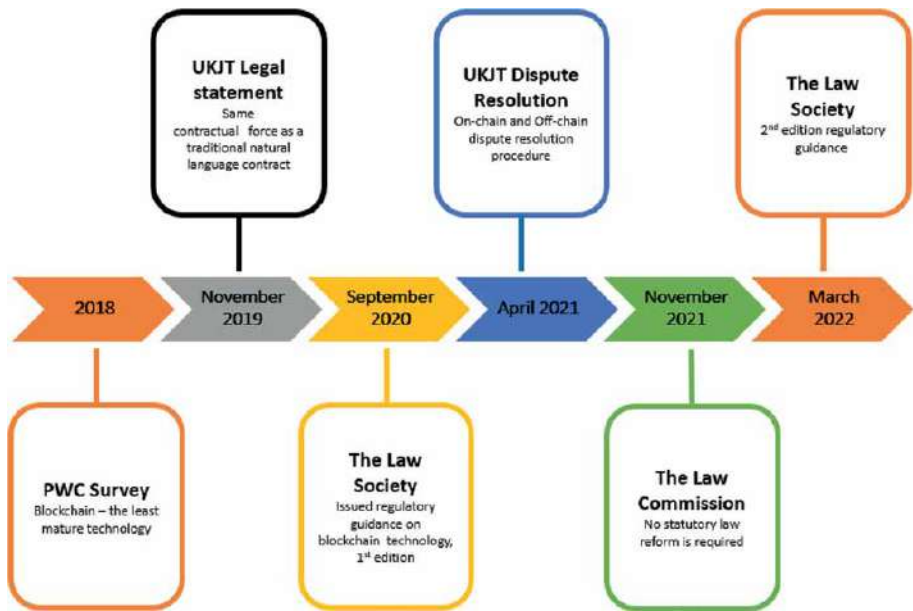 UKJT Legal
statement
Same
contractual force as a
traditional natural
language contract
UKJT Dispute
Resolution
On-chain and Off-chain
dispute resolution
procedure
The Law
Society
2nd edition regulatory
guidance
2018
November
2019
September
2020
April 2021
November
2021
March
2022
PWC Survey
Blockchain – the least
mature technology
The Law
Society
Issued regulatory
guidance on
blockchain technology,
1st edition
The Law
Commission
No statutory law
reform is required